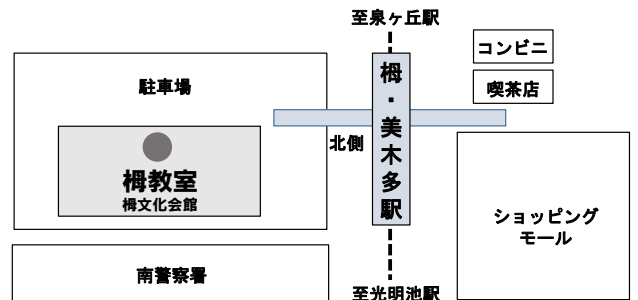 至泉ヶ丘駅
コンビニ
喫茶店
駐車場
栂・美木多駅
北側
栂教室
栂文化会館
ショッピング
モール
南警察署
至光明池駅